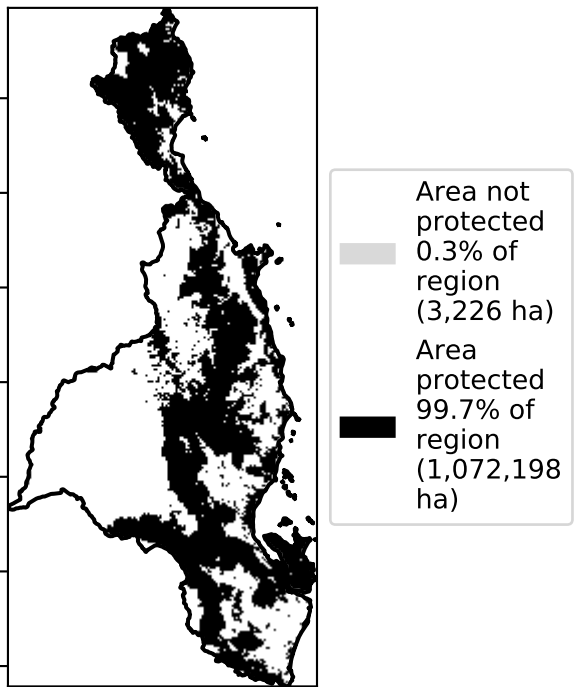 Area not
protected
0.3% of
region
(3,226 ha)
Area
protected
99.7% of
region
(1,072,198
ha)